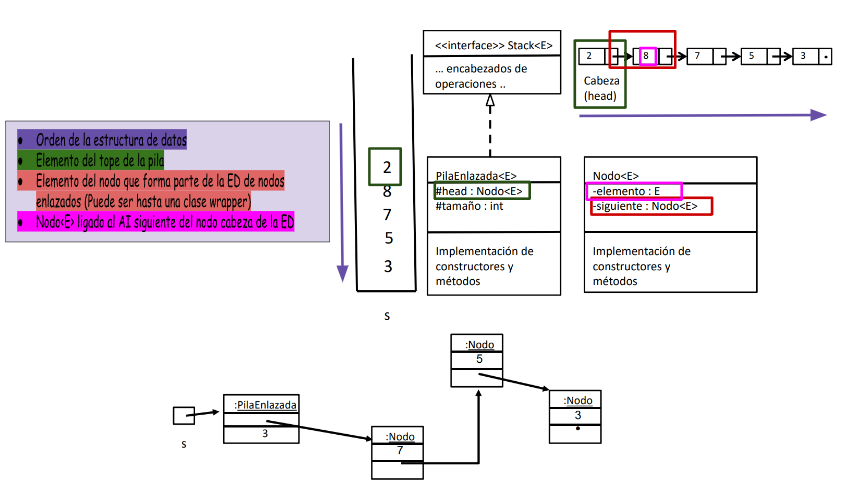 <<interface>> Stack<E>
... encabezados de
operaciones ..
2 8 7 5 3
Cabeza
(head)
• Orden de la estructura de datos
• Elemento del tope de la pila
• Elemento del nodo que forma parte de la ED de nodos
enlazados (Puede ser hasta una clase wrapper)
• Nodo<E> ligado al AI siguiente del nodo cabeza de la ED
2
8
7
5
3
s
PilaEnlazada<E>
#head : Nodo<E>
#tamaño : int
Implementación de
constructores y
métodos
Nodo<E>
-elemento : E
-siguiente : Nodo<E>
Implementación de
constructores y
métodos
s
:PilaEnlazada
3
:Nodo
7
:Nodo
5
:Nodo
3